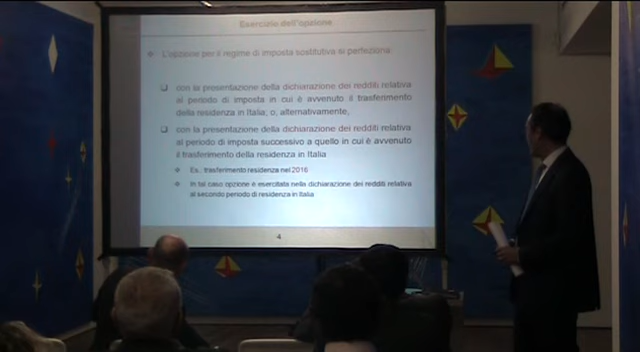 Esercizio dell'opzione
L'opzione per il regime di imposta sostitutiva si perfeziona:
con la presentazione della dichiarazione dei redditi relativa
al periodo di imposta in cui è avvenuto il trasferimento
della residenza in Italia; o, alternativamente,
con la presentazione della dichiarazione dei redditi relativa
al periodo di imposta successivo a quello in cui è avvenuto
il trasferimento della residenza in Italia
Es.: trasferimento residenza nel 2016
In tal caso opzione è esercitata nella dichiarazione dei redditi relativa
al secondo periodo di residenza in Italia
4